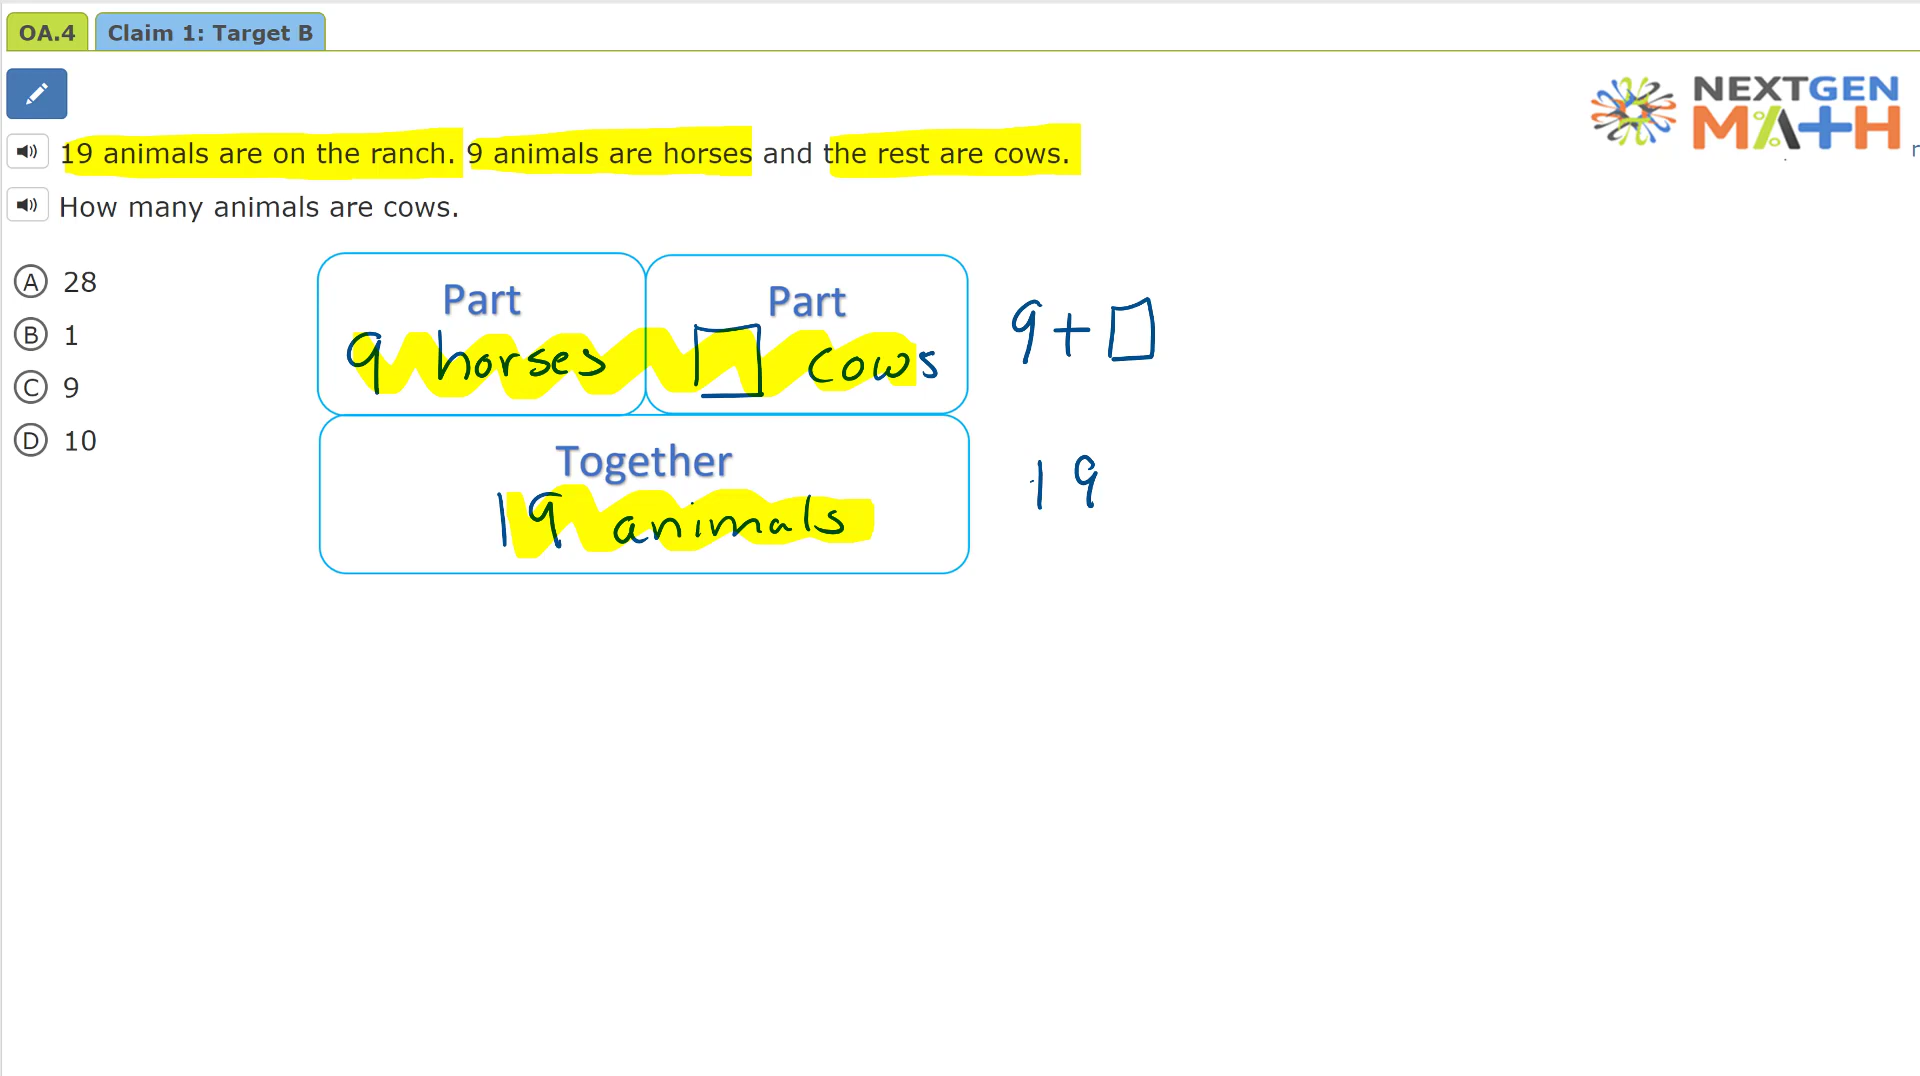 OA.4 Claim 1: Target B
NEXTGEN
MATH
19 animals are on the ranch. 9 animals are horses and the rest are cows.
How many animals are cows.
A 28
B 1
C 9
D 10
Part Part
9 horses □ cows
9+□
Together
19 animals
19